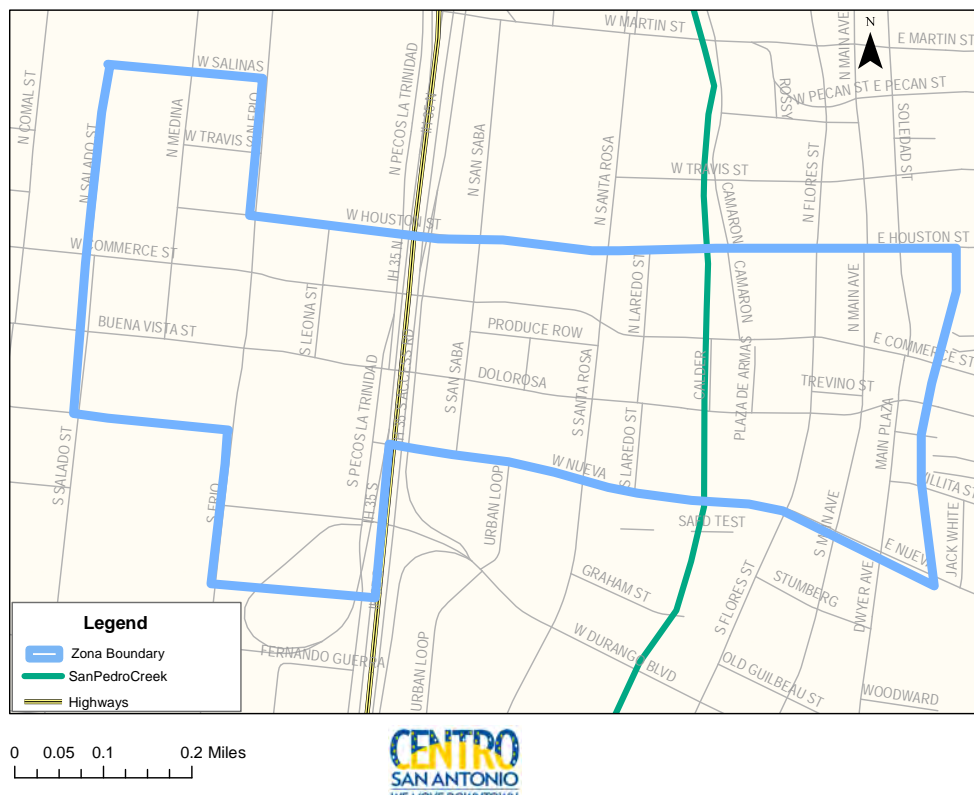 W MARTIN ST
N MAIN AVE
E MARTIN ST
N
N COMAL ST
W SALINAS
N PECOS LA TRINIDAD
ROSSY
W PECAN ST
E PECAN ST
N MEDINA
N SALADO ST
W TRAVIS
N SAN SABA
N SANTA ROSA
W TRAVIS ST
N FLORES ST
SOLEDAD ST
CAMARON
W HOUSTON ST
E HOUSTON ST
W COMMERCE ST
IH 35 N
CAMARON
N LAREDO ST
N MAIN AVE
S LEONA ST
BUENA VISTA ST
PRODUCE ROW
E COMMERCE ST
S SAN SABA
DOLOROSA
S SANTA ROSA
CALDER
PLAZA DE ARMAS
TREVINO ST
S PECOS LA TRINIDAD
MAIN PLAZA
S SALADO ST
W NUEVA
S LAREDO ST
S FRIO
IH 35 S
URBAN LOOP
SAFD TEST
S MAIN AVE
E NUEVA
JACK WHITE
GRAHAM ST
S FLORES ST
STUMBERG
DWYER AVE
FERNANDO GUERRA
URBAN LOOP
W DURANGO BLVD
OLD GUILBEAU ST
WOODWARD
Legend
Zona Boundary
SanPedroCreek
Highways
0 0.05 0.1 0.2 Miles
CENTRO
SAN ANTONIO